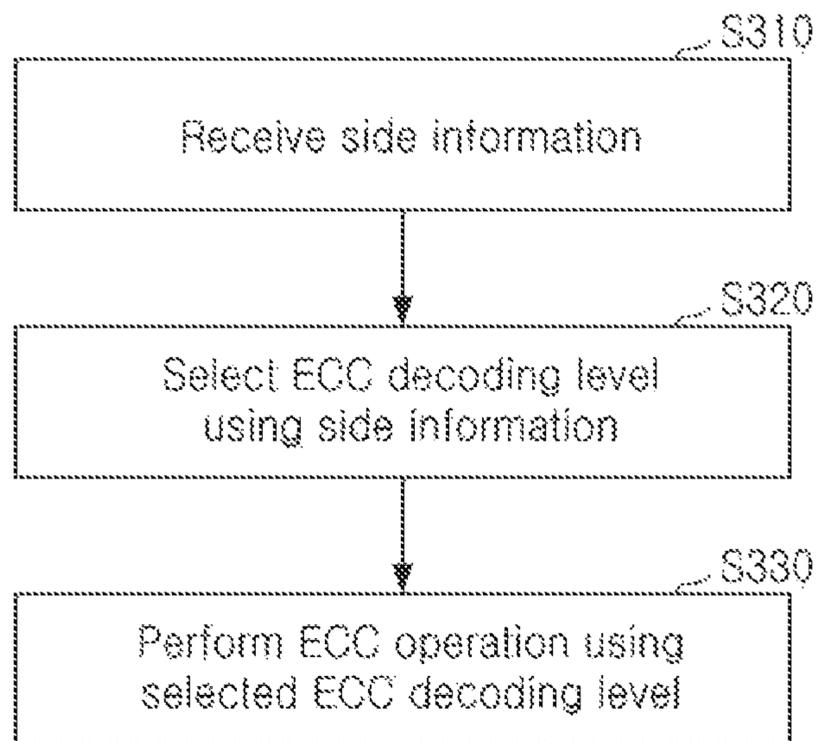 S310
Receive side information
S320
Select ECC decoding level
using side information
S330
Perform ECC operation using
selected ECC decoding level